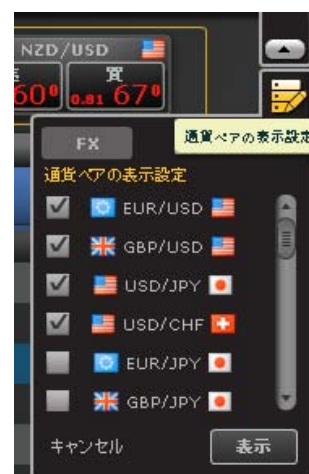 NZD/USD
買
60⁰ 0.81 67⁰
通貨ペアの表示設定
FX
通貨ペアの表示設定
EUR/USD
GBP/USD
USD/JPY
USD/CHF
EUR/JPY
GBP/JPY
キャンセル 表示